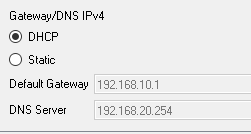 Gateway/DNS IPv4
DHCP
Static
Default Gateway 192.168.10.1
DNS Server 192.168.20.254